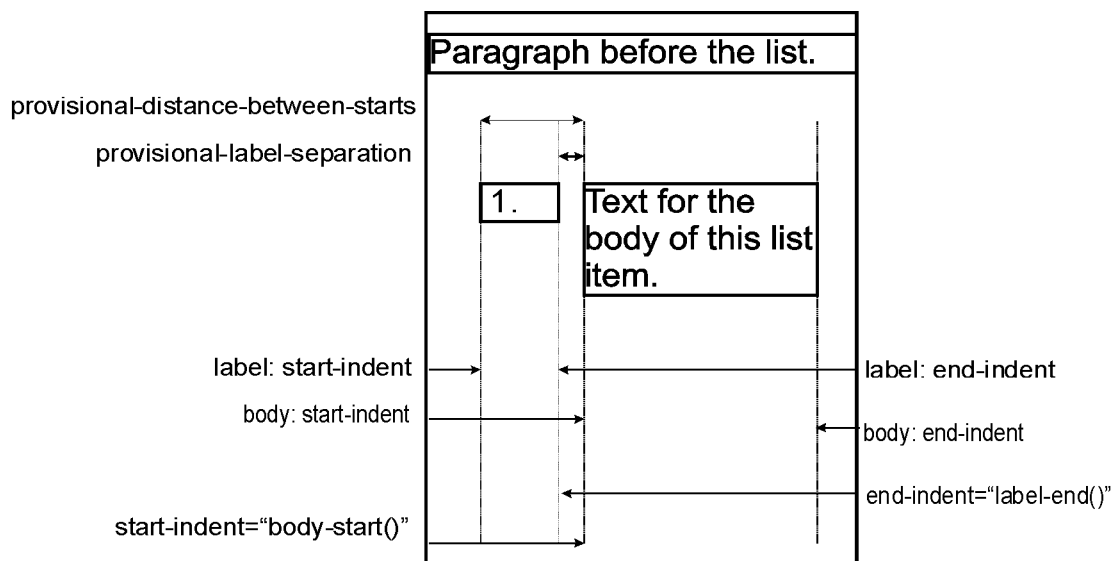 Paragraph before the list.
provisional-distance-between-starts
provisional-label-separation
1.
Text for the
body of this list
item.
label: start-indent
label: end-indent
body: start-indent
body: end-indent
end-indent=“label-end()”
start-indent=“body-start()”